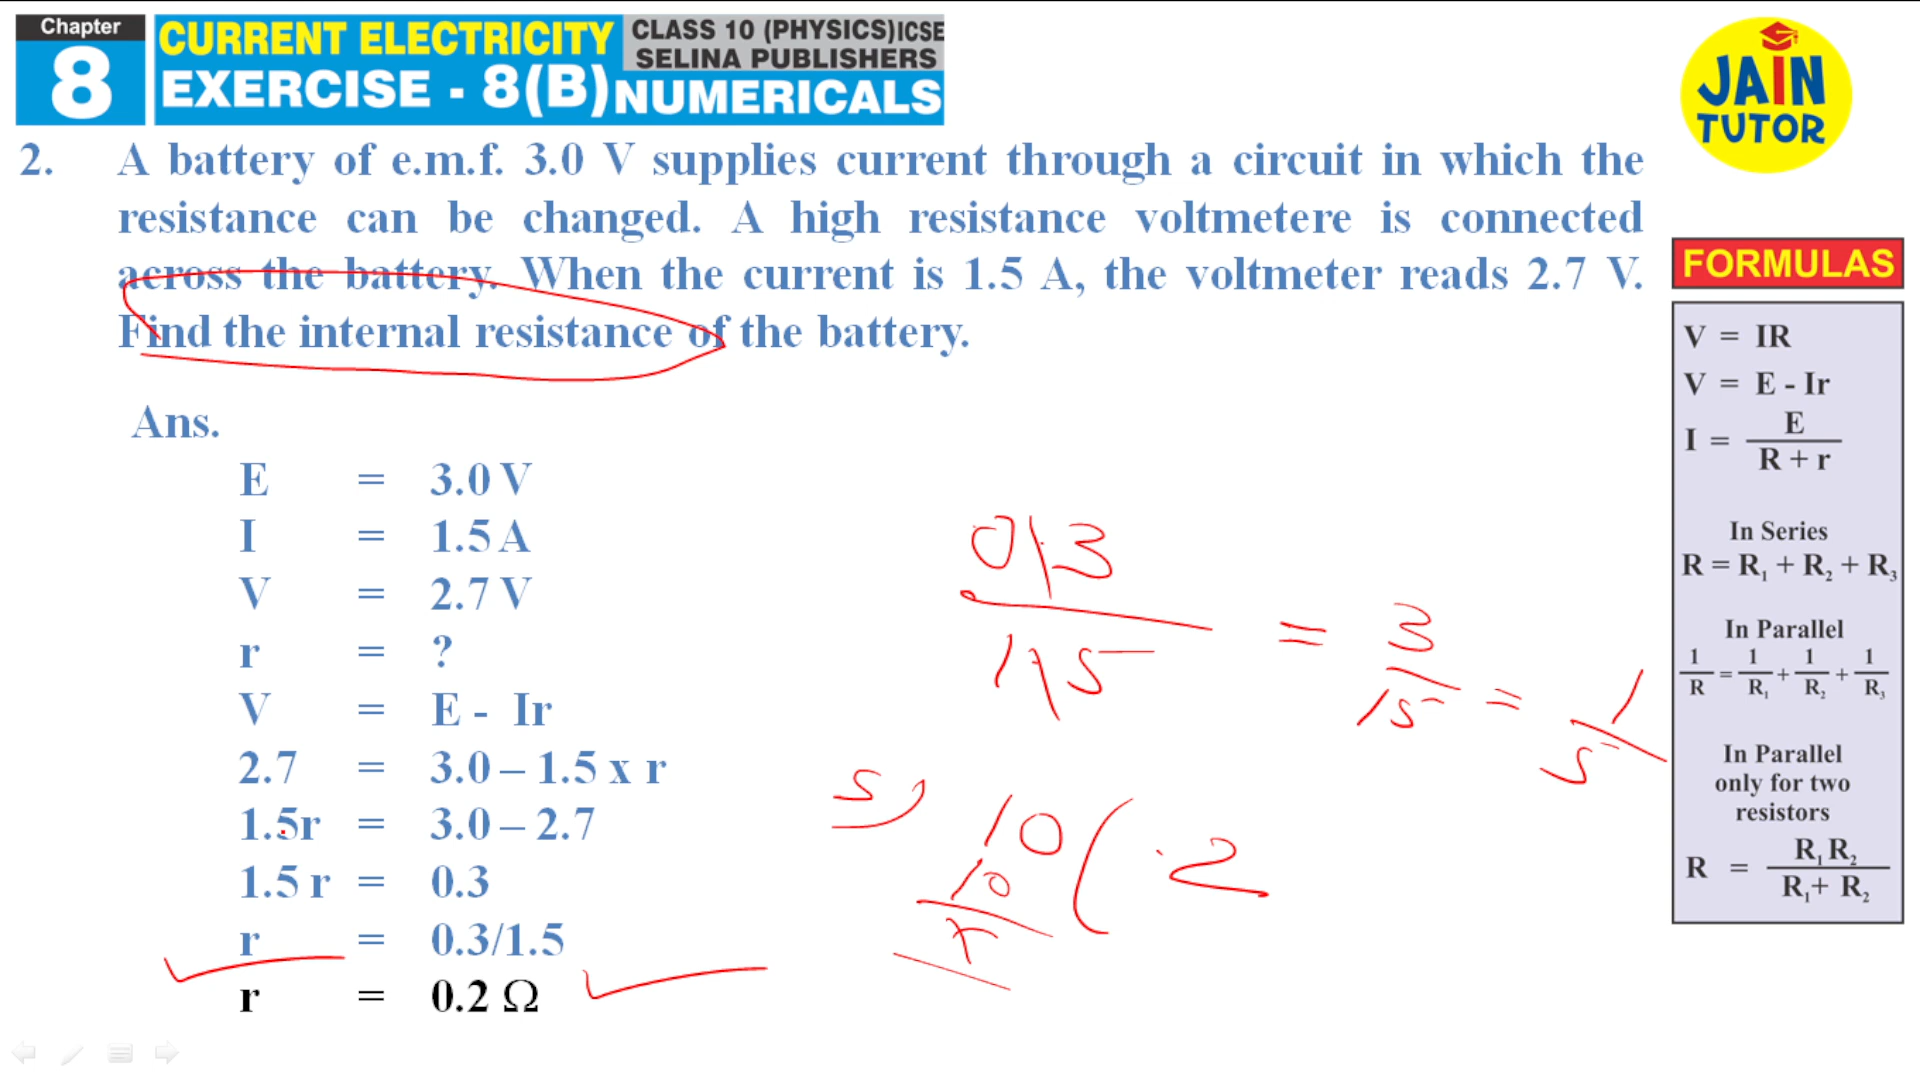 Chapter
8
CURRENT ELECTRICITY
EXERCISE - 8(B)
CLASS 10 (PHYSICS)ICSE
SELINA PUBLISHERS
NUMERICALS
JAIN
TUTOR
2. A battery of e.m.f. 3.0 V supplies current through a circuit in which the
resistance can be changed. A high resistance voltmetere is connected
across the battery. When the current is 1.5 A, the voltmeter reads 2.7 V.
Find the internal resistance of the battery.
Ans.
E = 3.0 V
I = 1.5 A
V = 2.7 V
r = ?
V = E - Ir
2.7 = 3.0 – 1.5 x r
1.5r = 3.0 – 2.7
1.5 r = 0.3
r = 0.3/1.5
r = 0.2 Ω
0.3
1.5
= 3
15
= 1
5
5) 10 ( .2
10
x
FORMULAS
V = IR
V = E - Ir
I = E
R + r
In Series
R = R₁ + R₂ + R₃
In Parallel
1 1 1 1
R = R₁ + R₂ + R₃
In Parallel
only for two
resistors
R = R₁ R₂
R₁+ R₂